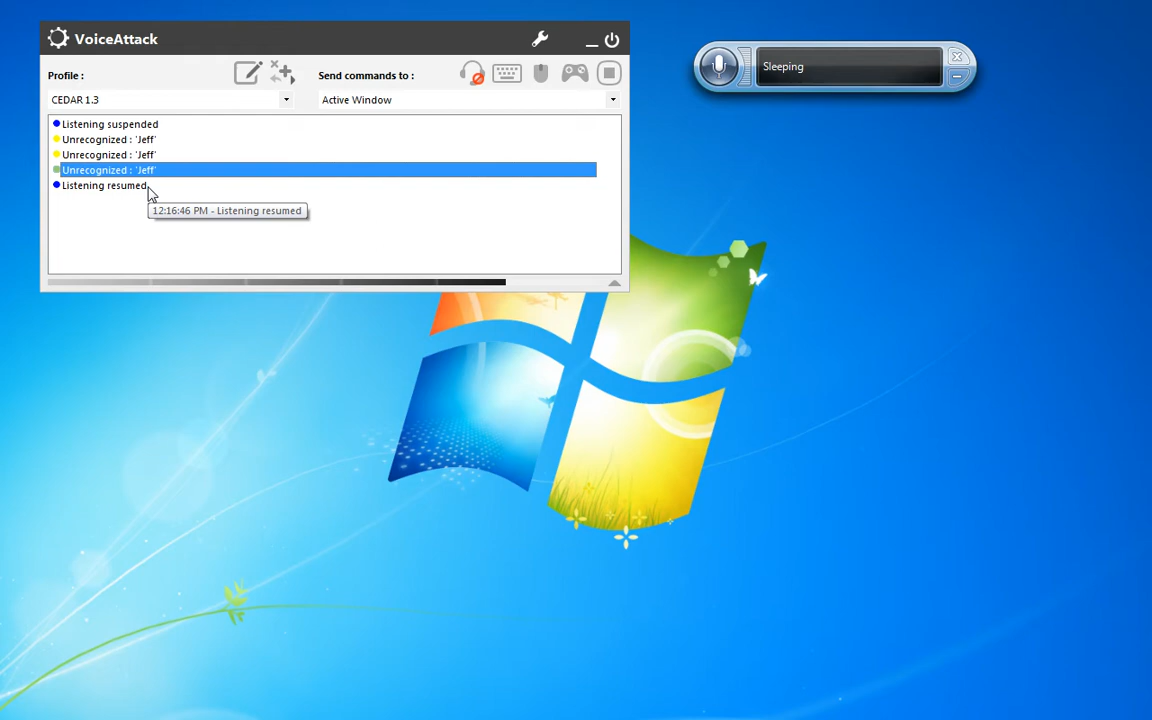 VoiceAttack
Profile :
Send commands to :
CEDAR 1.3
Active Window
Listening suspended
Unrecognized : 'Jeff'
Unrecognized : 'Jeff'
Unrecognized : 'Jeff'
Listening resumed
12:16:46 PM - Listening resumed
Sleeping